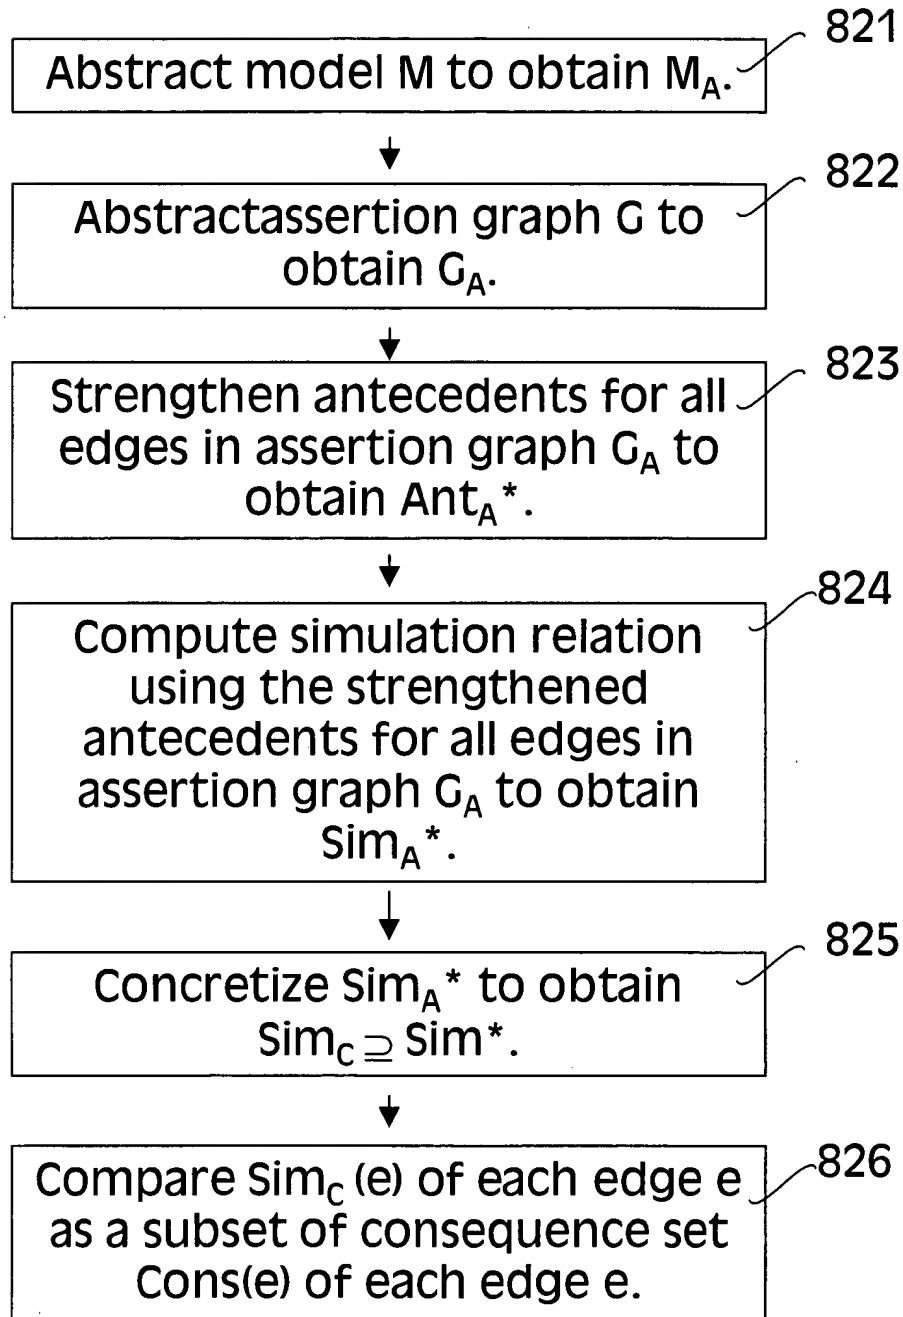 821
Abstract model M to obtain M_A.
822
Abstractassertion graph G to
obtain G_A.
823
Strengthen antecedents for all
edges in assertion graph G_A to
obtain Ant_A*.
824
Compute simulation relation
using the strengthened
antecedents for all edges in
assertion graph G_A to obtain
Sim_A*.
825
Concretize Sim_A* to obtain
Sim_C ⊇ Sim*.
826
Compare Sim_C (e) of each edge e
as a subset of consequence set
Cons(e) of each edge e.